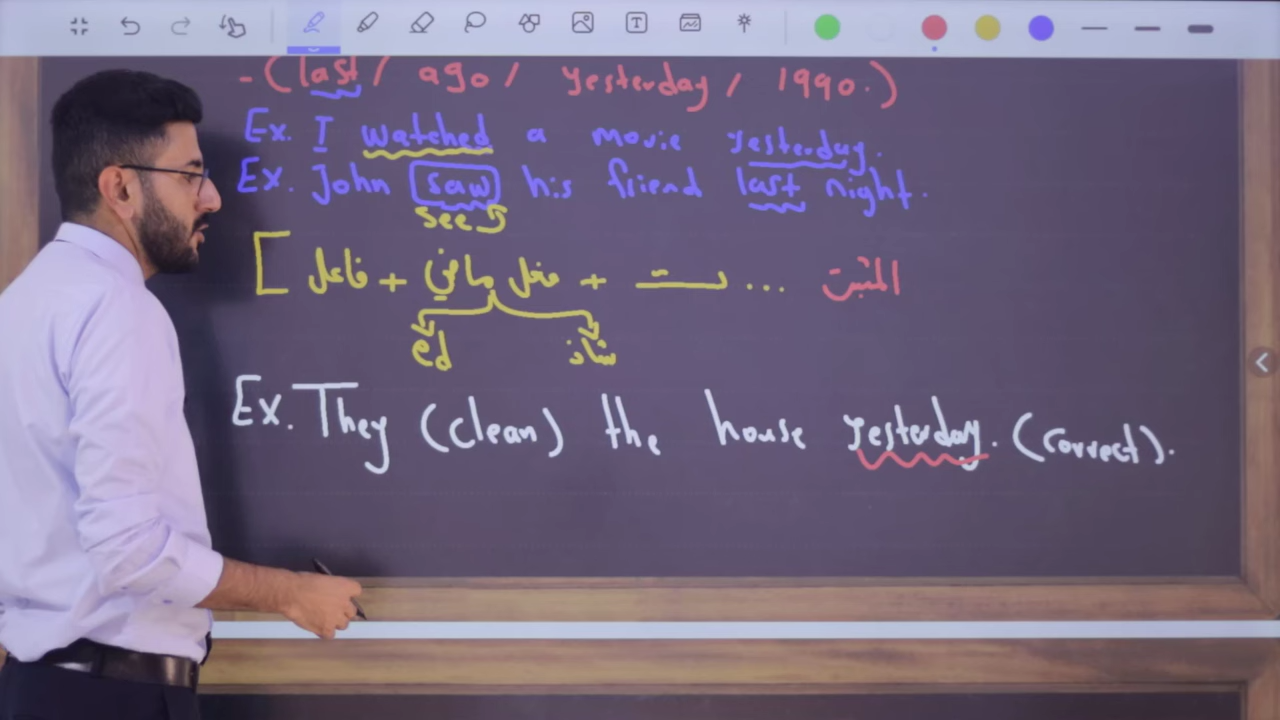 - (last / ago / yesterday / 1990.)
Ex. I watched a movie yesterday.
Ex. John saw his friend last night.
see
[ فاعل + فعل ماضي + تست ... المثبت
ed شاذ
Ex. They (clean) the house yesterday. (correct).